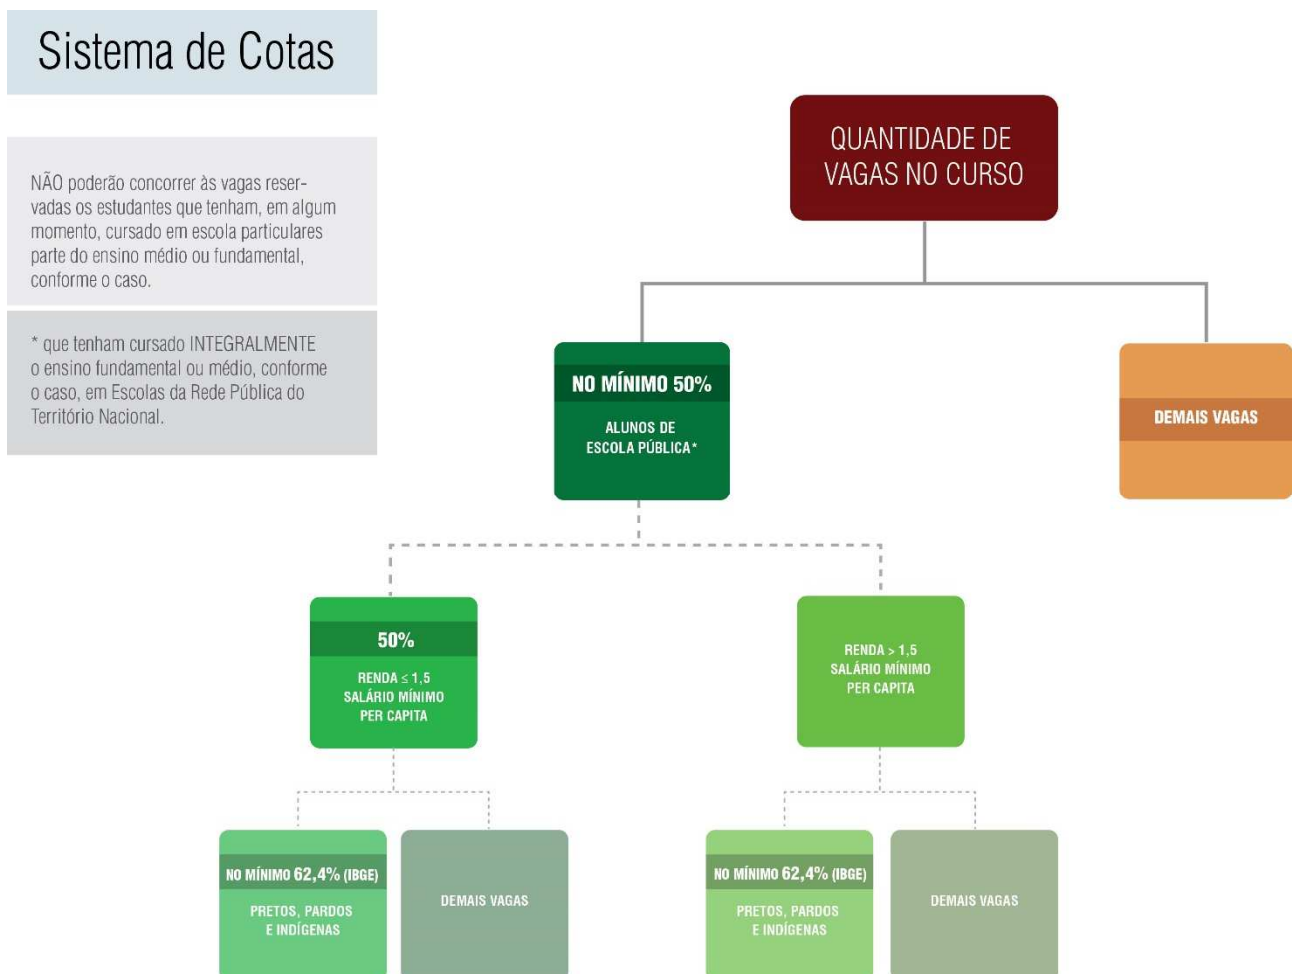 Sistema de Cotas
NÃO poderão concorrer às vagas reser-
vadas os estudantes que tenham, em algum
momento, cursado em escola particulares
parte do ensino médio ou fundamental,
conforme o caso.
* que tenham cursado INTEGRALMENTE
o ensino fundamental ou médio, conforme
o caso, em Escolas da Rede Pública do
Território Nacional.
QUANTIDADE DE
VAGAS NO CURSO
NO MÍNIMO 50%
ALUNOS DE
ESCOLA PÚBLICA*
DEMAIS VAGAS
50%
RENDA ≤ 1,5
SALÁRIO MÍNIMO
PER CAPITA
RENDA > 1,5
SALÁRIO MÍNIMO
PER CAPITA
NO MÍNIMO 62,4% (IBGE)
PRETOS, PARDOS
E INDÍGENAS
DEMAIS VAGAS
NO MÍNIMO 62,4% (IBGE)
PRETOS, PARDOS
E INDÍGENAS
DEMAIS VAGAS